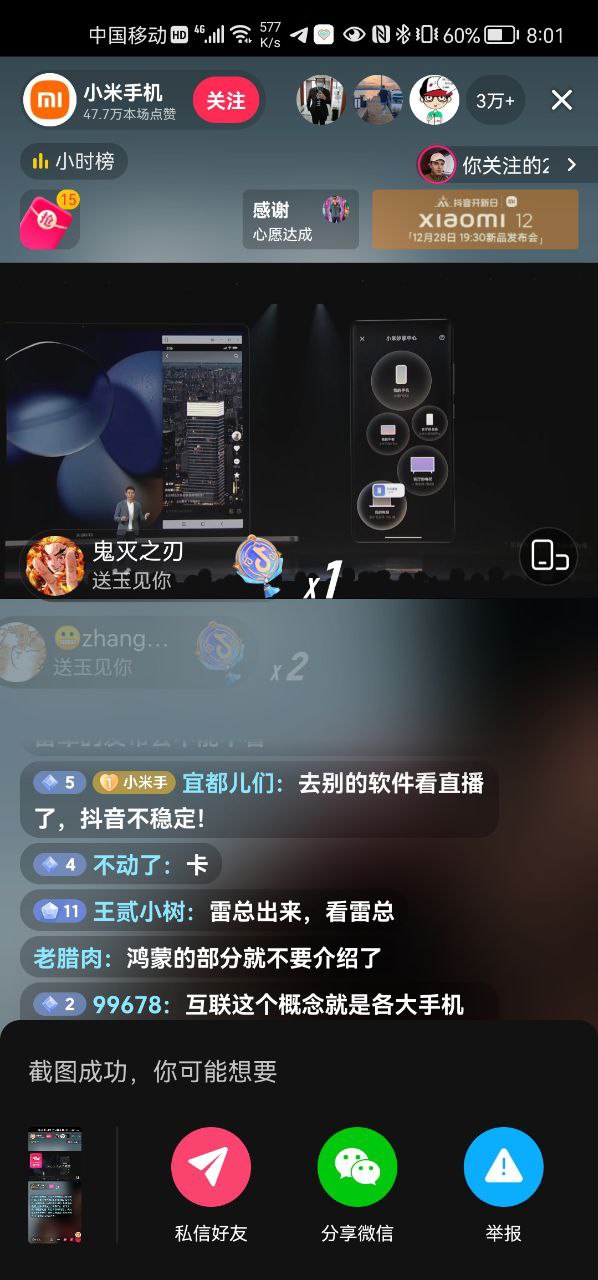 中国移动 HD 4G 577 K/s 60% 8:01
小米手机
47.7万本场点赞
关注
3万+
小时榜
你关注的2
15
感谢
心愿达成
抖音开新日
xiaomi 12
「12月28日 19:30新品发布会」
小米妙享中心
鬼灭之刃
送玉见你
x1
zhang...
送玉见你
x2
5 小米手 宜都儿们：去别的软件看直播
了，抖音不稳定！
4 不动了：卡
11 王贰小树：雷总出来，看雷总
老腊肉：鸿蒙的部分就不要介绍了
2 99678：互联这个概念就是各大手机
截图成功，你可能想要
私信好友
分享微信
举报